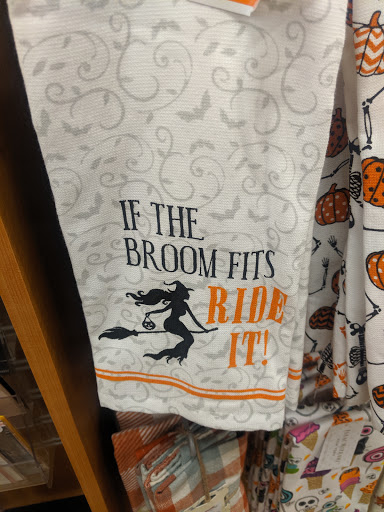 IF THE
BROOM FITS
RIDE
IT!